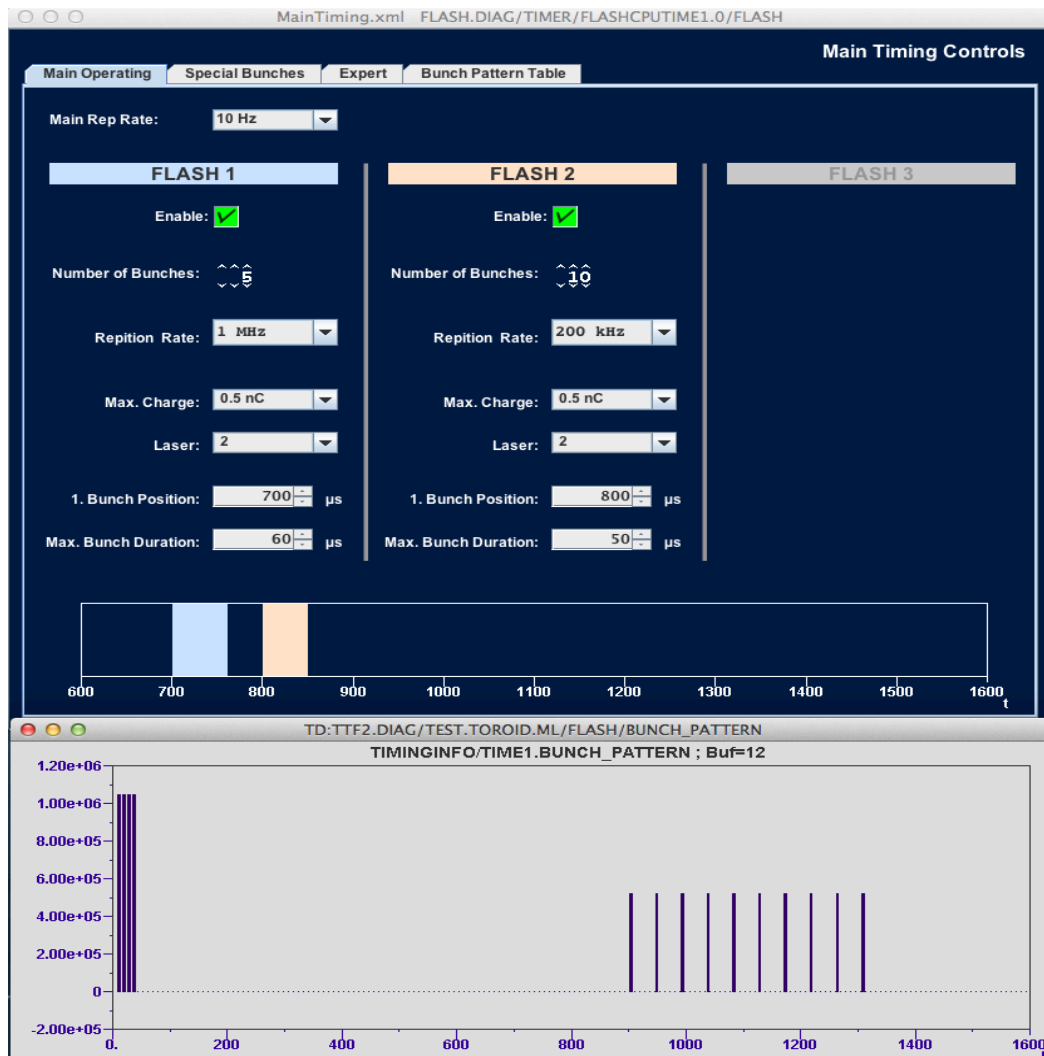 MainTiming.xml FLASH.DIAG/TIMER/FLASHCPUTIME1.0/FLASH
Main Timing Controls
Main Operating Special Bunches Expert Bunch Pattern Table
Main Rep Rate: 10 Hz
FLASH 1 FLASH 2 FLASH 3
Enable: Enable:
Number of Bunches: 5 Number of Bunches: 10
Repition Rate: 1 MHz Repition Rate: 200 kHz
Max. Charge: 0.5 nC Max. Charge: 0.5 nC
Laser: 2 Laser: 2
1. Bunch Position: 700 µs 1. Bunch Position: 800 µs
Max. Bunch Duration: 60 µs Max. Bunch Duration: 50 µs
600 700 800 900 1000 1100 1200 1300 1400 1500 1600
t
TD:TTF2.DIAG/TEST.TOROID.ML/FLASH/BUNCH_PATTERN
TIMINGINFO/TIME1.BUNCH_PATTERN ; Buf=12
1.20e+06
1.00e+06
8.00e+05
6.00e+05
4.00e+05
2.00e+05
0
-2.00e+05
0. 200 400 600 800 1000 1200 1400 1600